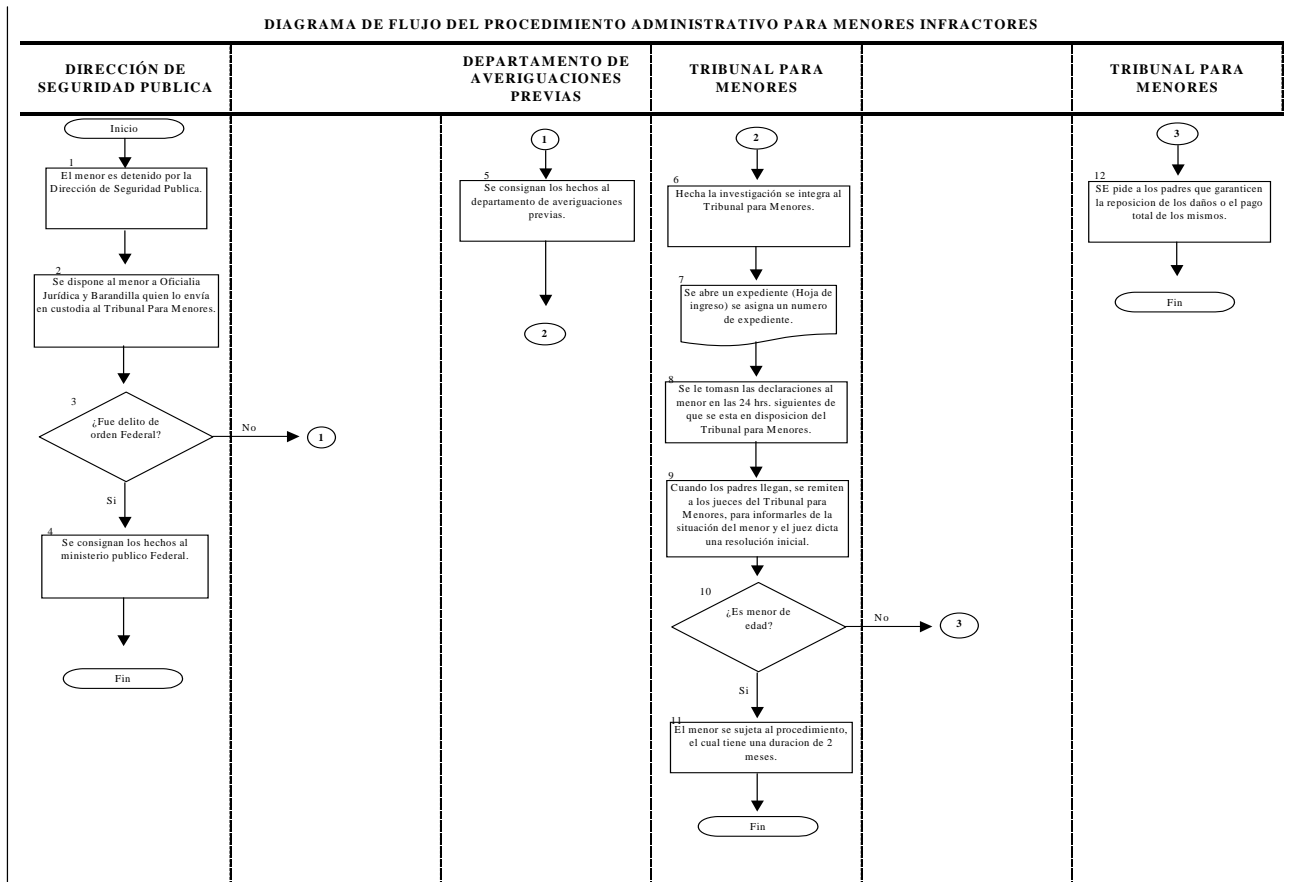 DIAGRAMA DE FLUJO DEL PROCEDIMIENTO ADMINISTRATIVO PARA MENORES INFRACTORES
DIRECCIÓN DE
SEGURIDAD PUBLICA
Inicio
1
El menor es detenido por la
Dirección de Seguridad Publica.
2
Se dispone al menor a Oficialia
Jurídica y Barandilla quien lo envía
en custodia al Tribunal Para Menores.
3
¿Fue delito de
orden Federal?
No
1
Si
4
Se consignan los hechos al
ministerio publico Federal.
Fin
DEPARTAMENTO DE
AVERIGUACIONES
PREVIAS
1
5
Se consignan los hechos al
departamento de averiguaciones
previas.
2
TRIBUNAL PARA
MENORES
2
6
Hecha la investigación se integra al
Tribunal para Menores.
7
Se abre un expediente (Hoja de
ingreso) se asigna un numero
de expediente.
8
Se le tomasn las declaraciones al
menor en las 24 hrs. siguientes de
que se esta en disposicion del
Tribunal para Menores.
9
Cuando los padres llegan, se remiten
a los jueces del Tribunal para
Menores, para informarles de la
situación del menor y el juez dicta
una resolución inicial.
10
¿Es menor de
edad?
No
3
Si
11
El menor se sujeta al procedimiento,
el cual tiene una duracion de 2
meses.
Fin
TRIBUNAL PARA
MENORES
3
12
SE pide a los padres que garanticen
la reposicion de los daños o el pago
total de los mismos.
Fin